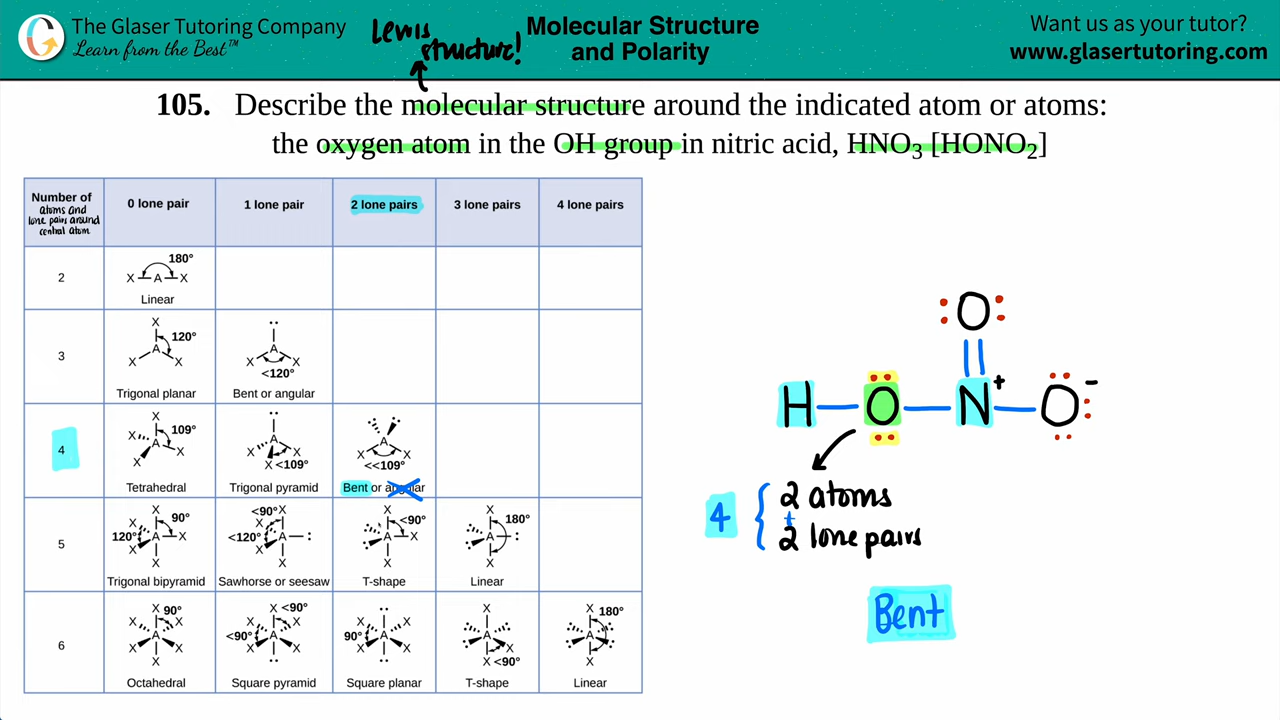 The Glaser Tutoring Company
Learn from the Best™
Lewis
structure!
Molecular Structure
and Polarity
Want us as your tutor?
www.glasertutoring.com
105. Describe the molecular structure around the indicated atom or atoms:
the oxygen atom in the OH group in nitric acid, HNO3 [HONO2]
Number of
atoms and
lone pairs around
central atom
0 lone pair
1 lone pair
2 lone pairs
3 lone pairs
4 lone pairs
2
180°
X A X
Linear
3
X
120°
A
X X
Trigonal planar
A
X X
<120°
Bent or angular
4
X
109°
X A
X
X
Tetrahedral
A
X X
X <109°
Trigonal pyramid
A
X X
<<109°
Bent or angular
5
X
90°
X
120° A X
X
X
Trigonal bipyramid
<90° X
X
<120° A :
X
X
Sawhorse or seesaw
X
<90°
A X
X
T-shape
X
180°
A :
X
Linear
6
X 90°
X X
A
X X
X
Octahedral
X <90°
X X
<90° A
X X
Square pyramid
X X
90° A
X X
Square planar
X
A
X
X <90°
T-shape
X 180°
A
X
Linear
O
H O N + O −
4 { 2 atoms
+
2 lone pairs
Bent